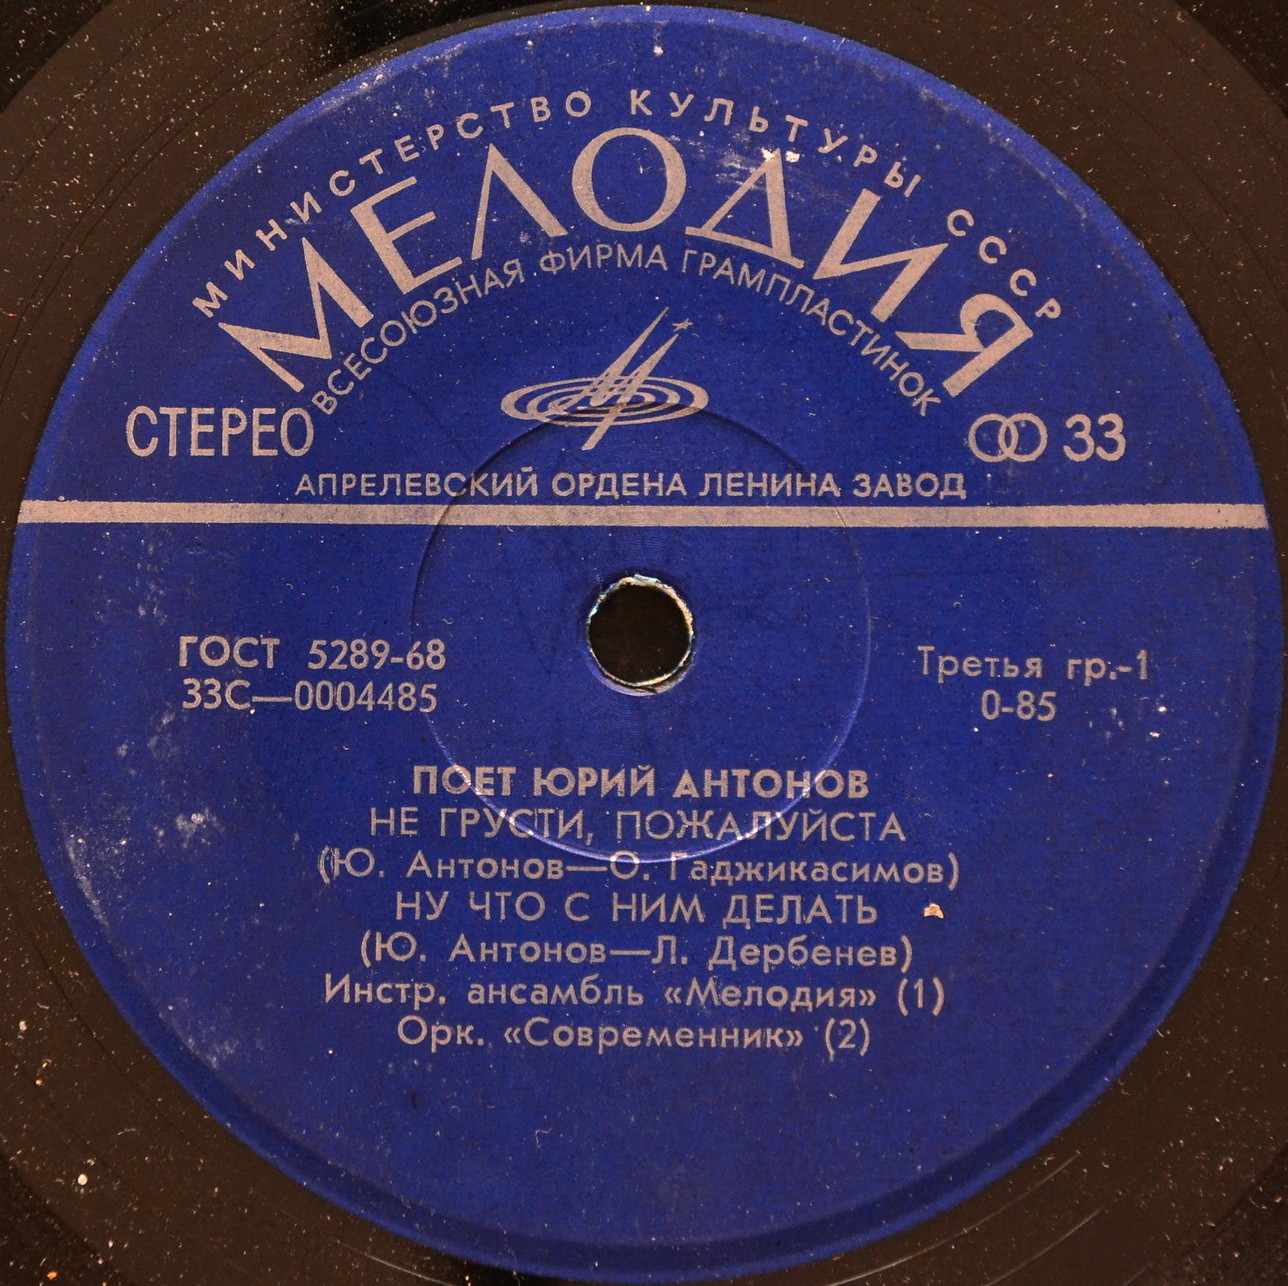 МИНИСТЕРСТВО КУЛЬТУРЫ СССР
МЕЛОДИЯ
ВСЕСОЮЗНАЯ ФИРМА ГРАМПЛАСТИНОК
СТЕРЕО
33
АПРЕЛЕВСКИЙ ОРДЕНА ЛЕНИНА ЗАВОД
ГОСТ 5289-68
33С—0004485
Третья гр.-1
0-85
ПОЕТ ЮРИЙ АНТОНОВ
НЕ ГРУСТИ, ПОЖАЛУЙСТА
(Ю. Антонов—О. Гаджикасимов)
НУ ЧТО С НИМ ДЕЛАТЬ
(Ю. Антонов—Л. Дербенев)
Инстр. ансамбль «Мелодия» (1)
Орк. «Современник» (2)